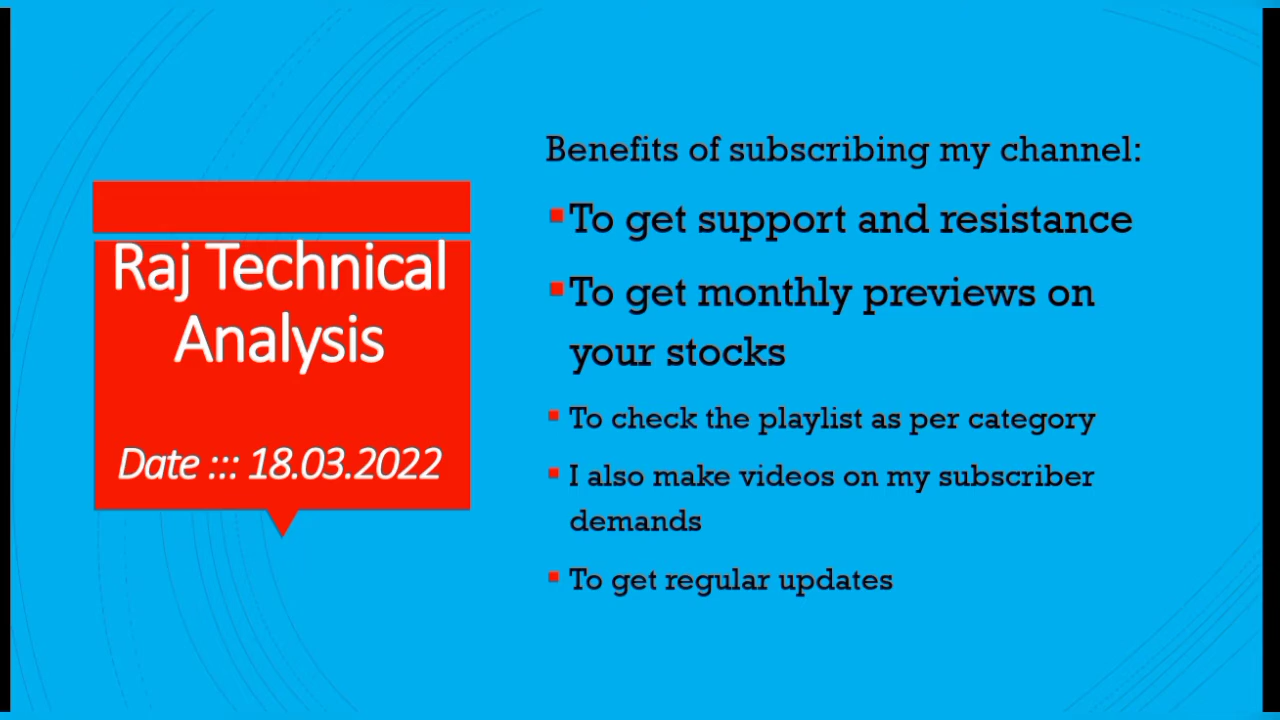 Raj Technical
Analysis
Date ::: 18.03.2022
Benefits of subscribing my channel:
To get support and resistance
To get monthly previews on
your stocks
To check the playlist as per category
I also make videos on my subscriber
demands
To get regular updates